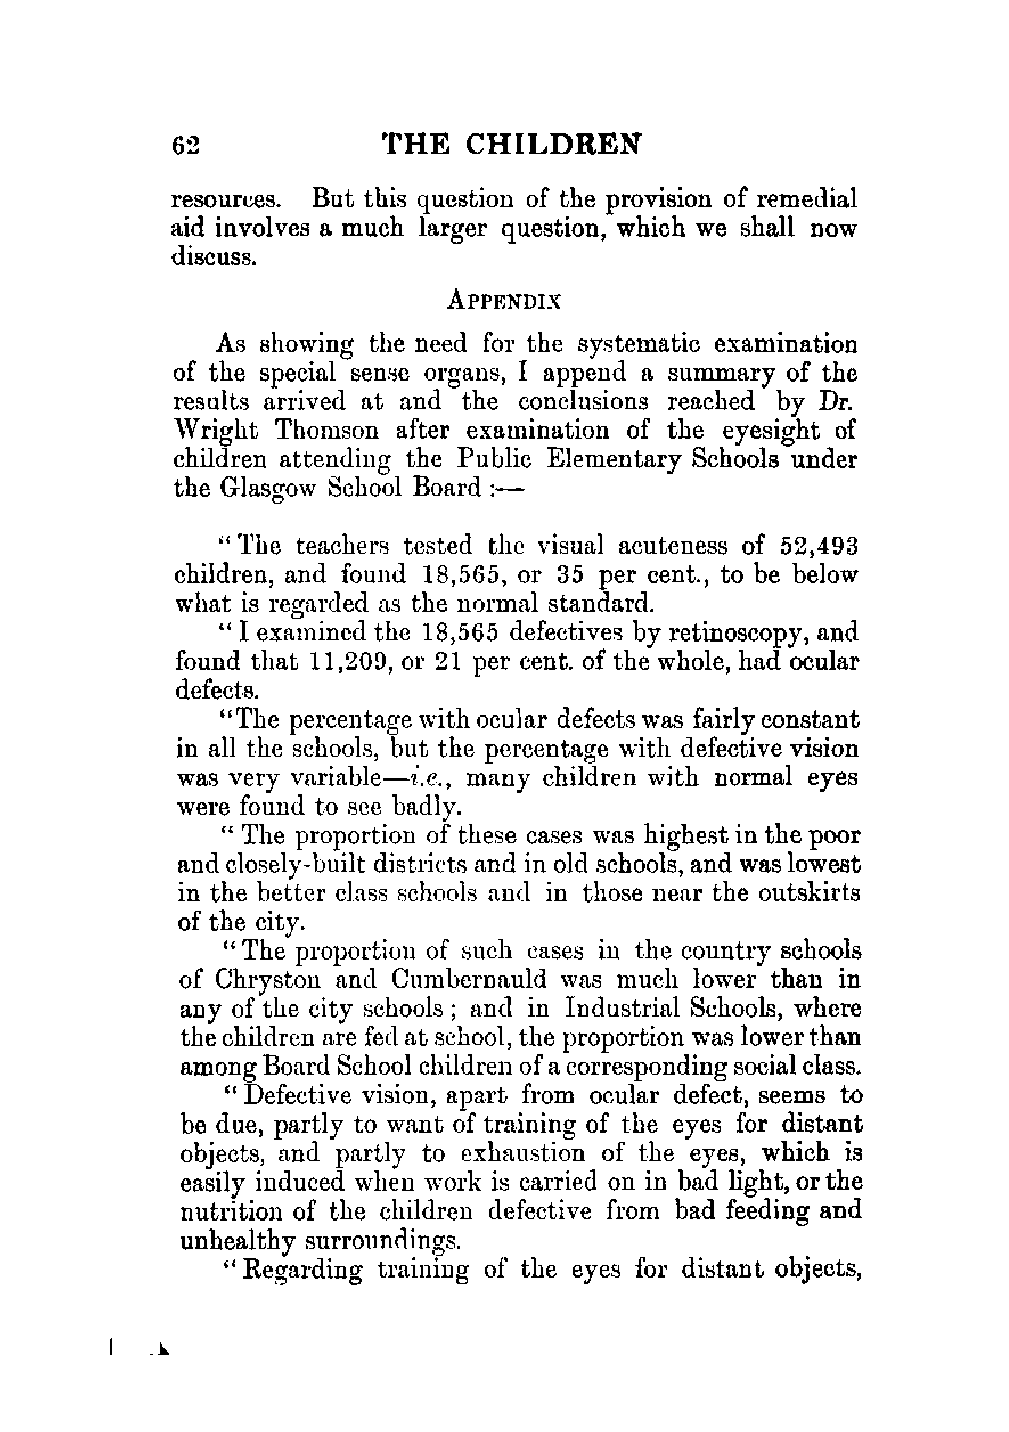 62 THE CHILDREN
resources. But this question of the provision of remedial
aid involves a much larger question, which we shall now
discuss.
APPENDIX
As showing the need for the systematic examination
of the special sense organs, I append a summary of the
results arrived at and the conclusions reached by Dr.
Wright Thomson after examination of the eyesight of
children attending the Public Elementary Schools under
the Glasgow School Board :—
“ The teachers tested the visual acuteness of 52,493
children, and found 18,565, or 35 per cent., to be below
what is regarded as the normal standard.
“ I examined the 18,565 defectives by retinoscopy, and
found that 11,209, or 21 per cent. of the whole, had ocular
defects.
“The percentage with ocular defects was fairly constant
in all the schools, but the percentage with defective vision
was very variable—i.e., many children with normal eyes
were found to see badly.
“ The proportion of these cases was highest in the poor
and closely-built districts and in old schools, and was lowest
in the better class schools and in those near the outskirts
of the city.
“ The proportion of such cases in the country schools
of Chryston and Cumbernauld was much lower than in
any of the city schools ; and in Industrial Schools, where
the children are fed at school, the proportion was lower than
among Board School children of a corresponding social class.
“ Defective vision, apart from ocular defect, seems to
be due, partly to want of training of the eyes for distant
objects, and partly to exhaustion of the eyes, which is
easily induced when work is carried on in bad light, or the
nutrition of the children defective from bad feeding and
unhealthy surroundings.
“ Regarding training of the eyes for distant objects,